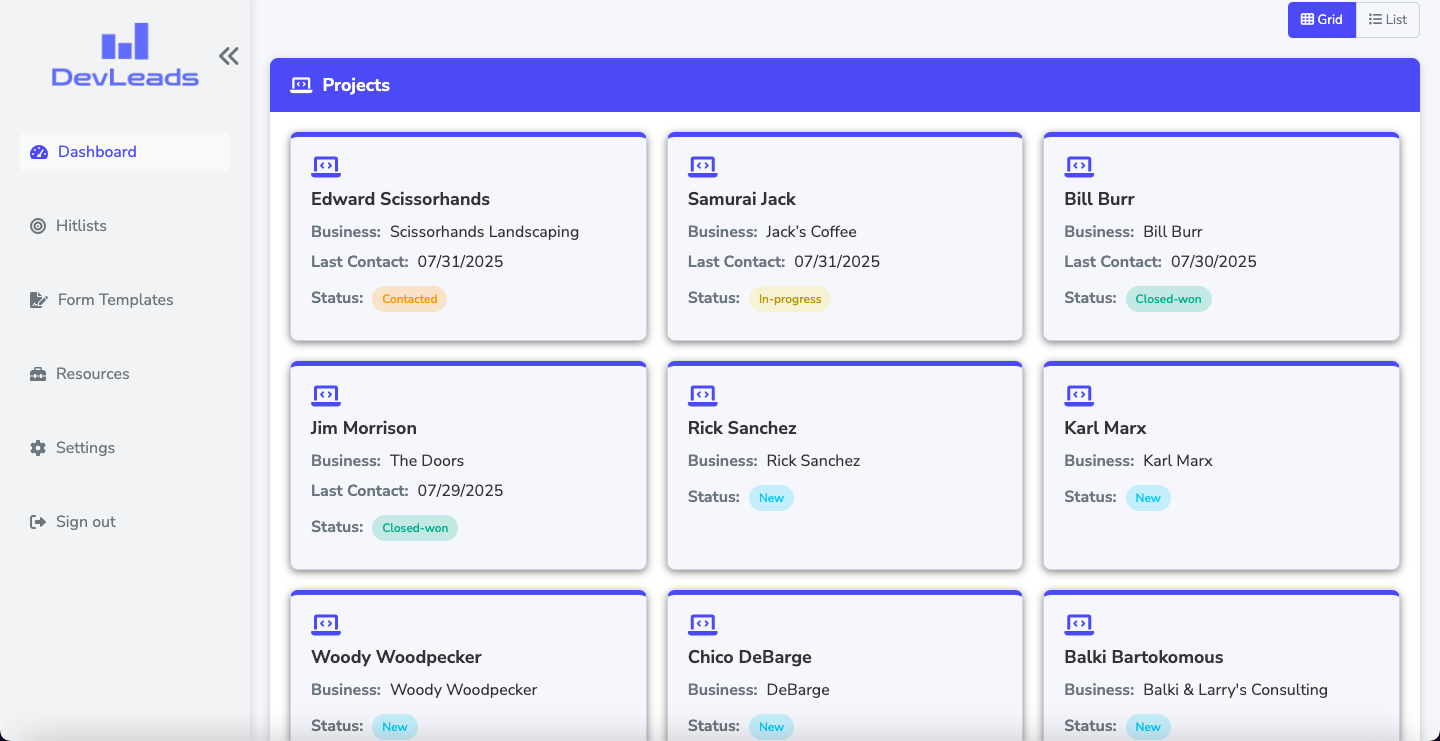 DevLeads
Dashboard
Hitlists
Form Templates
Resources
Settings
Sign out
Grid
List
Projects
Edward Scissorhands
Business: Scissorhands Landscaping
Last Contact: 07/31/2025
Status: Contacted
Samurai Jack
Business: Jack's Coffee
Last Contact: 07/31/2025
Status: In-progress
Bill Burr
Business: Bill Burr
Last Contact: 07/30/2025
Status: Closed-won
Jim Morrison
Business: The Doors
Last Contact: 07/29/2025
Status: Closed-won
Rick Sanchez
Business: Rick Sanchez
Status: New
Karl Marx
Business: Karl Marx
Status: New
Woody Woodpecker
Business: Woody Woodpecker
Status: New
Chico DeBarge
Business: DeBarge
Status: New
Balki Bartokomous
Business: Balki & Larry's Consulting
Status: New